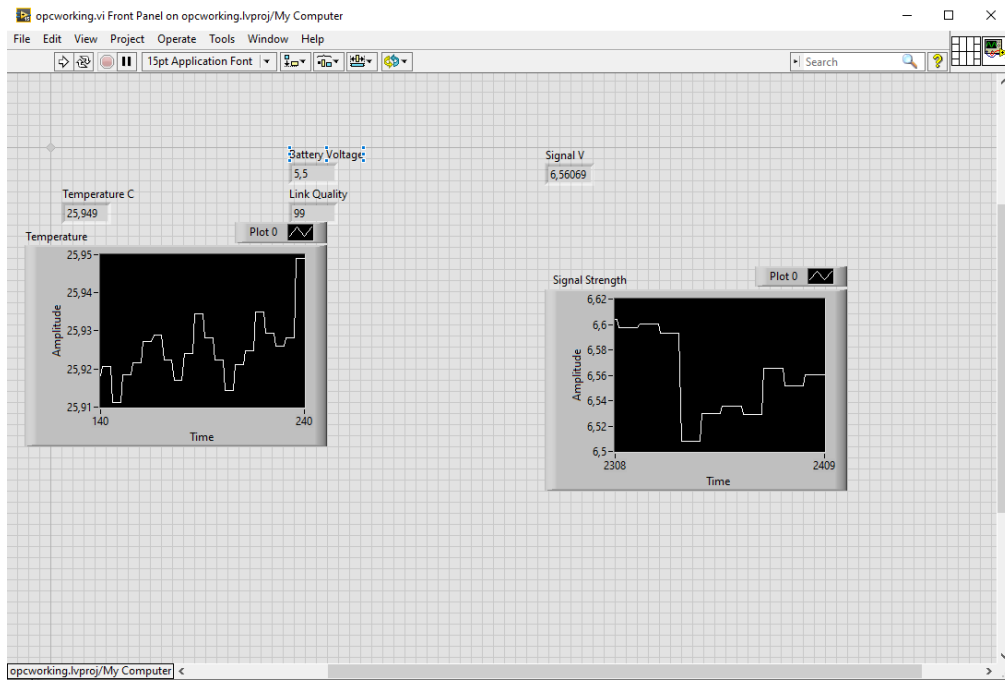 opcworking.vi Front Panel on opcworking.lvproj/My Computer
File Edit View Project Operate Tools Window Help
15pt Application Font
Search
?
Battery Voltage
5,5
Signal V
6,56069
Temperature C
25,949
Link Quality
99
Temperature
Plot 0
25,95
25,94
25,93
25,92
25,91
Amplitude
140
240
Time
Signal Strength
Plot 0
6,62
6,6
6,58
6,56
6,54
6,52
6,5
Amplitude
2308
2409
Time
opcworking.lvproj/My Computer